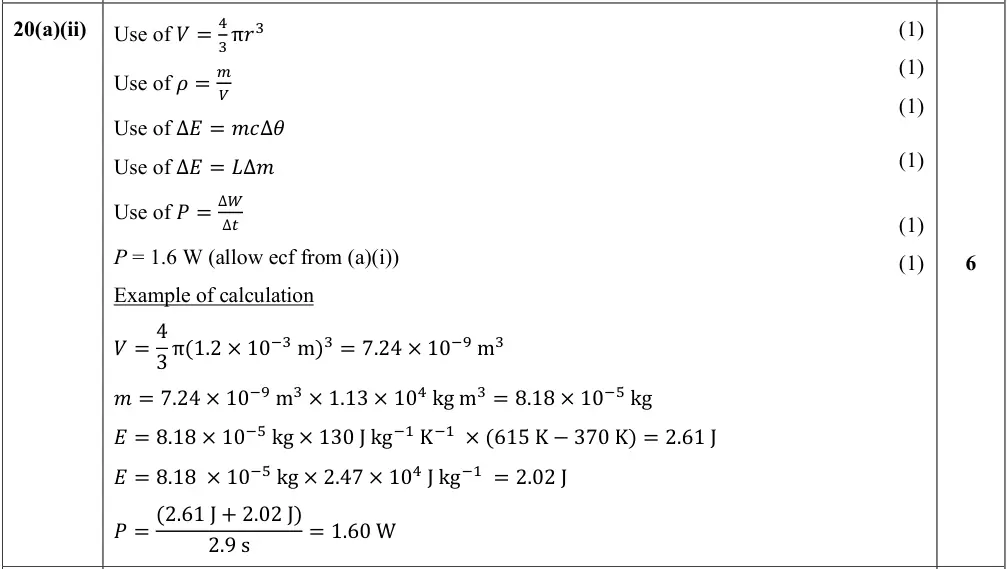 20(a)(ii)
Use of V = 4/3 πr³ (1)
Use of ρ = m/V (1)
Use of ΔE = mcΔθ (1)
Use of ΔE = LΔm (1)
Use of P = ΔW/Δt (1)
P = 1.6 W (allow ecf from (a)(i)) (1) 6
Example of calculation
V = 4/3 π(1.2 × 10⁻³ m)³ = 7.24 × 10⁻⁹ m³
m = 7.24 × 10⁻⁹ m³ × 1.13 × 10⁴ kg m³ = 8.18 × 10⁻⁵ kg
E = 8.18 × 10⁻⁵ kg × 130 J kg⁻¹ K⁻¹ × (615 K − 370 K) = 2.61 J
E = 8.18 × 10⁻⁵ kg × 2.47 × 10⁴ J kg⁻¹ = 2.02 J
P = (2.61 J + 2.02 J)/2.9 s = 1.60 W